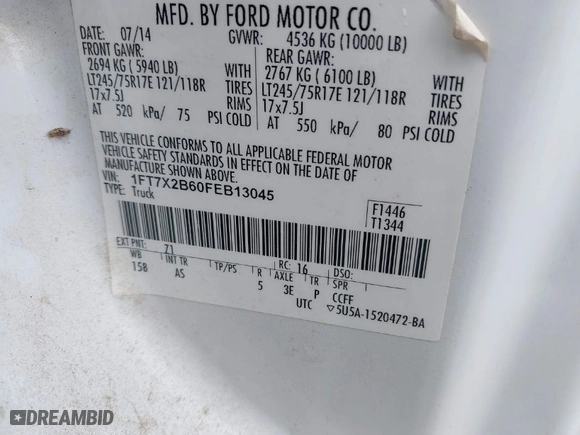 MFD. BY FORD MOTOR CO.
DATE: 07/14 GVWR: 4536 KG (10000 LB)
FRONT GAWR: REAR GAWR:
2694 KG ( 5940 LB) WITH 2767 KG ( 6100 LB) WITH
LT245/75R17E 121/118R TIRES LT245/75R17E 121/118R TIRES
17x7.5J RIMS 17x7.5J RIMS
AT 520 kPa/ 75 PSI COLD AT 550 kPa/ 80 PSI COLD
THIS VEHICLE CONFORMS TO ALL APPLICABLE FEDERAL MOTOR
VEHICLE SAFETY STANDARDS IN EFFECT ON THE DATE OF
MANUFACTURE SHOWN ABOVE.
VIN: 1FT7X2B60FEB13045
TYPE: Truck
F1446
T1344
EXT PNT: Z1 RC: 16 DSO:
WB INT TR TP/PS R AXLE TR SPR
158 AS 5 3E P CCFF
UTC ▽5U5A-1520472-BA
DREAMBID